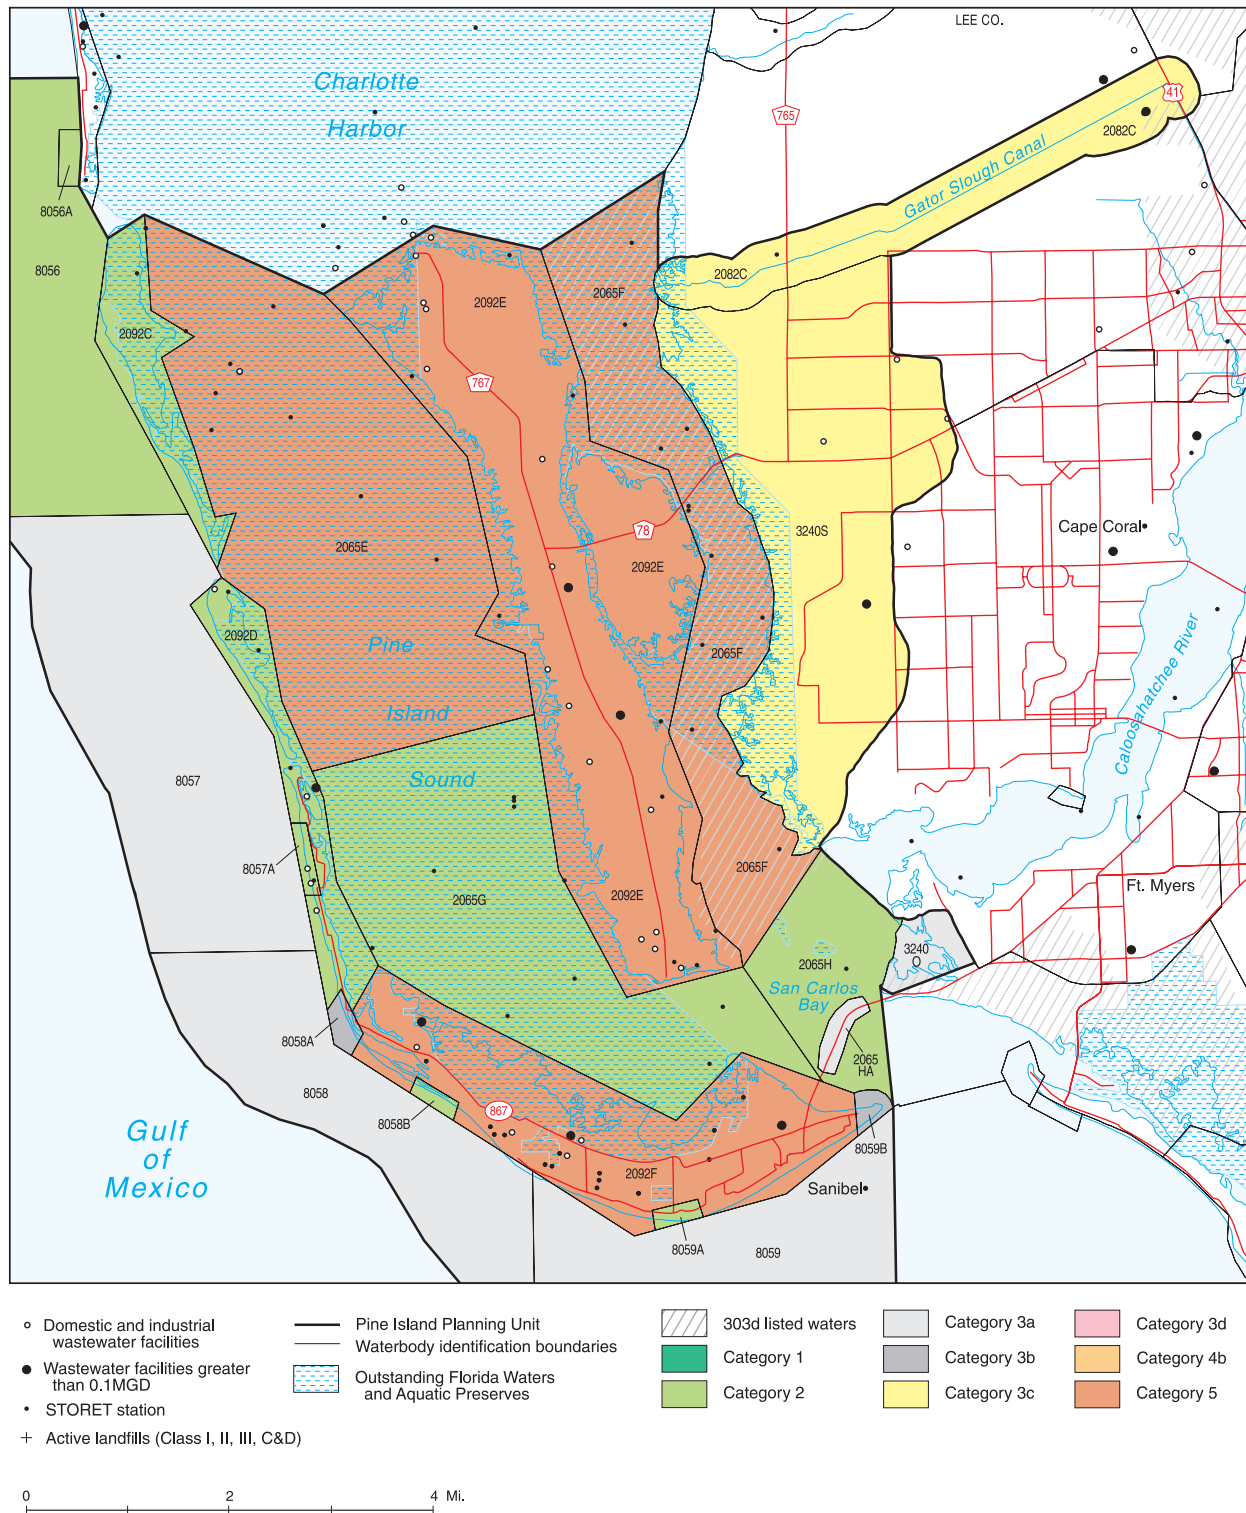 LEE CO.
Charlotte
Harbor
41
765
2082C
Gator Slough Canal
8056A
8056
2082C
2065F
2092E
2092C
767
Cape Coral
78
3240S
2065E
2092E
2092D
Pine
2065F
Island
Caloosahatchee River
Sound
8057
8057A
2065F
2065G
2092E
Ft. Myers
3240
O
2065H
San Carlos
Bay
8058A
2065
HA
8058
867
8058B
Gulf
of
Mexico
8059B
2092F
Sanibel
8059A
8059
Domestic and industrial
wastewater facilities
Wastewater facilities greater
than 0.1MGD
STORET station
Active landfills (Class I, II, III, C&D)
Pine Island Planning Unit
Waterbody identification boundaries
Outstanding Florida Waters
and Aquatic Preserves
303d listed waters
Category 1
Category 2
Category 3a
Category 3b
Category 3c
Category 3d
Category 4b
Category 5
0 2 4 Mi.